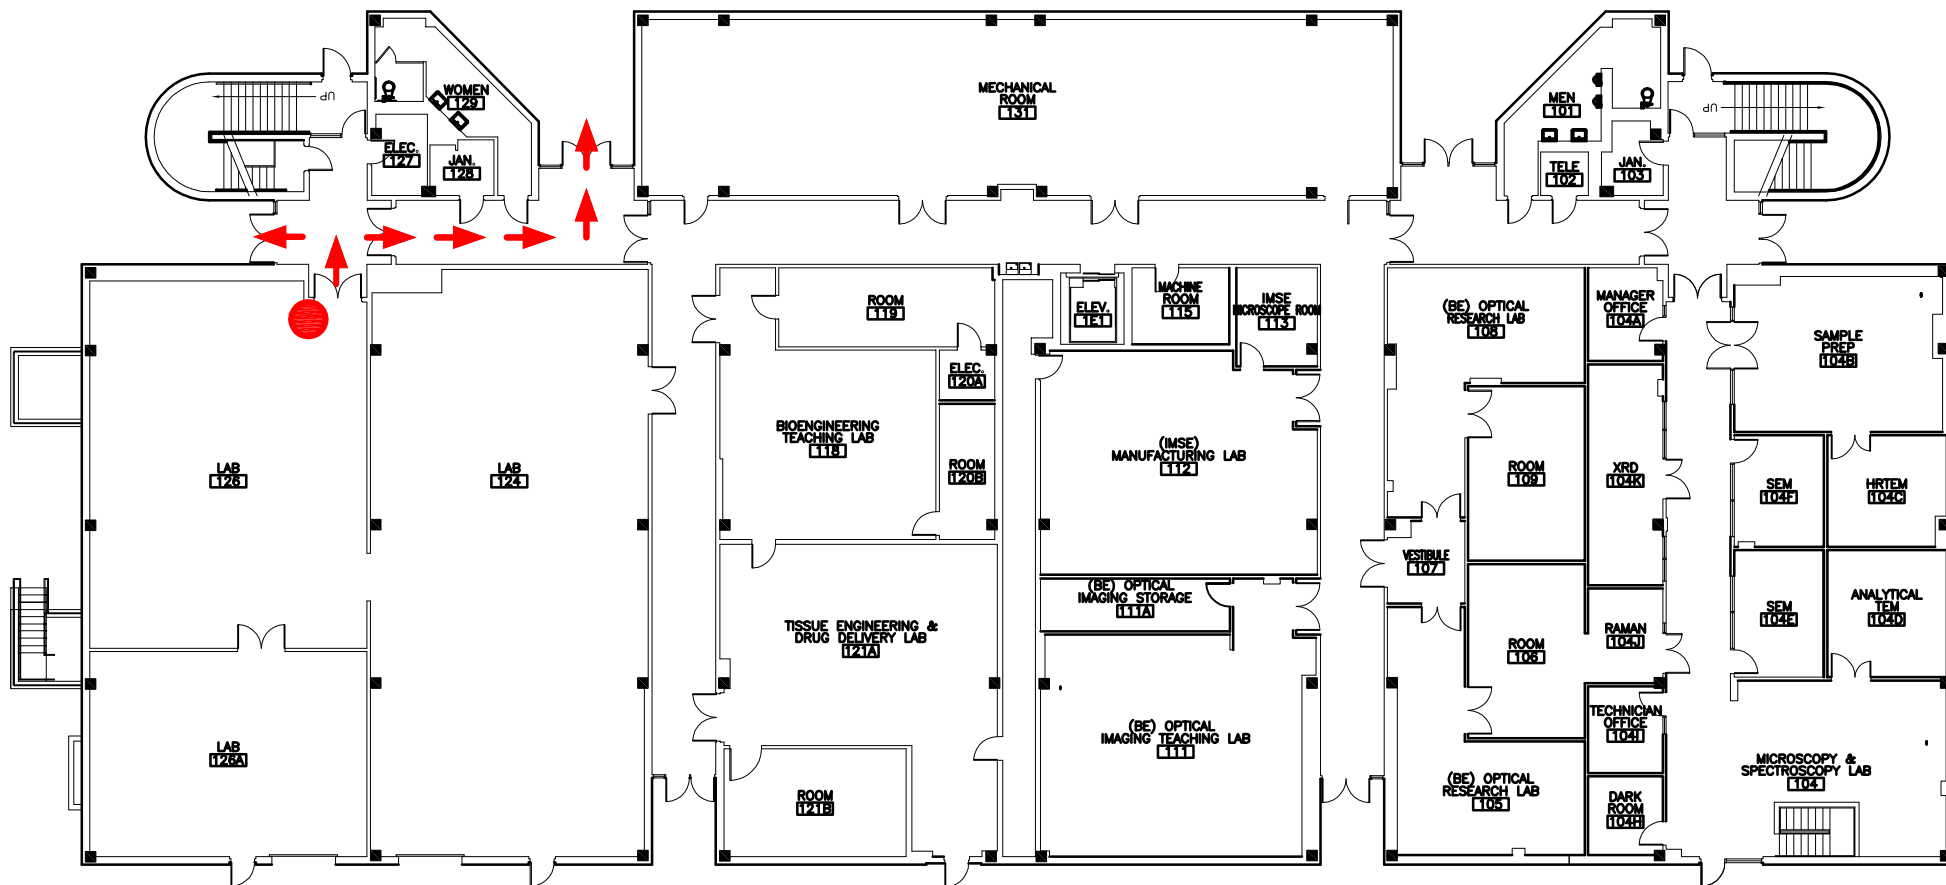 MECHANICAL
ROOM
131
WOMEN
129
UP
ELEC.
127
JAN.
128
MEN
101
TELE
102
JAN.
103
UP
LAB
126
LAB
126A
LAB
124
ROOM
119
ELEC.
120A
BIOENGINEERING
TEACHING LAB
118
ROOM
120B
TISSUE ENGINEERING &
DRUG DELIVERY LAB
121A
ROOM
121B
ELEV.
1E1
MACHINE
ROOM
115
IMSE
MICROSCOPE ROOM
113
(IMSE)
MANUFACTURING LAB
112
(BE) OPTICAL
IMAGING STORAGE
111A
(BE) OPTICAL
IMAGING TEACHING LAB
111
(BE) OPTICAL
RESEARCH LAB
108
ROOM
109
VESTIBULE
107
ROOM
106
(BE) OPTICAL
RESEARCH LAB
105
MANAGER
OFFICE
104A
XRD
104K
RAMAN
104J
TECHNICIAN
OFFICE
104I
DARK
ROOM
104H
SAMPLE
PREP
104B
SEM
104F
HRTEM
104C
SEM
104E
ANALYTICAL
TEM
104D
MICROSCOPY &
SPECTROSCOPY LAB
104